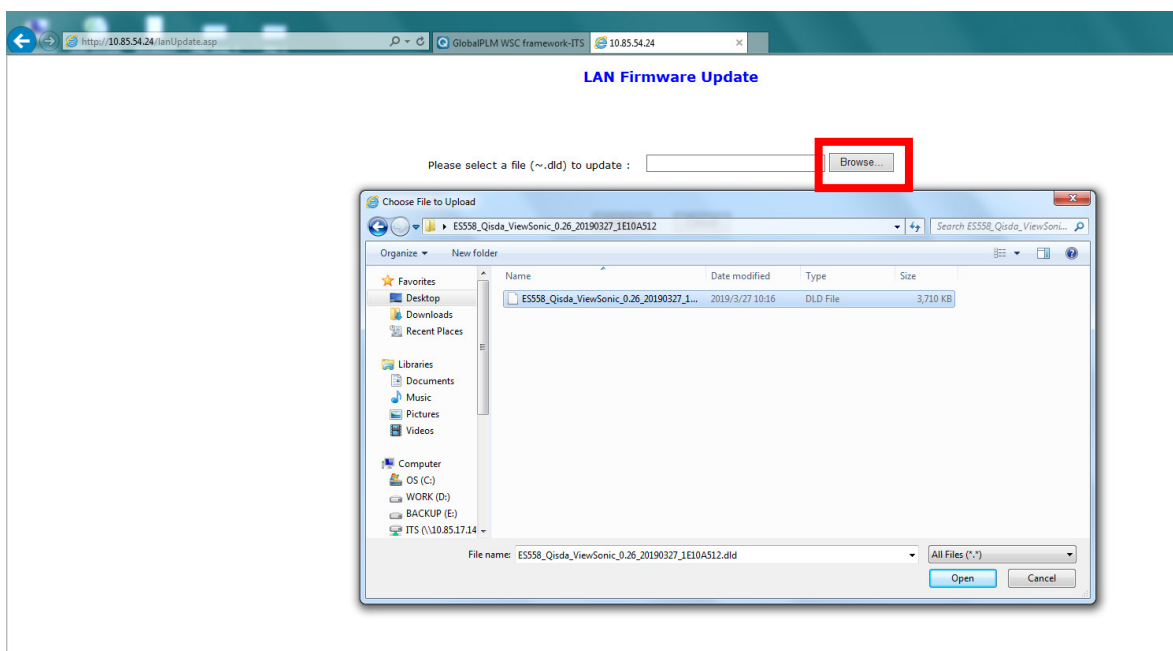 http://10.85.54.24/lanUpdate.asp
GlobalPLM WSC framework-ITS
10.85.54.24
LAN Firmware Update
Please select a file (~.dld) to update :
Browse...
Choose File to Upload
ES558_Qisda_ViewSonic_0.26_20190327_1E10A512
Search ES558_Qisda_ViewSoni...
Organize
New folder
Name Date modified Type Size
ES558_Qisda_ViewSonic_0.26_20190327_1... 2019/3/27 10:16 DLD File 3,710 KB
Favorites
Desktop
Downloads
Recent Places
Libraries
Documents
Music
Pictures
Videos
Computer
OS (C:)
WORK (D:)
BACKUP (E:)
ITS (\\10.85.17.14
File name: ES558_Qisda_ViewSonic_0.26_20190327_1E10A512.dld
All Files (*.*)
Open
Cancel